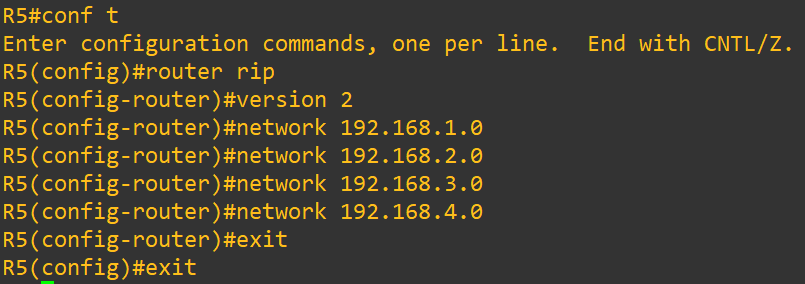 R5#conf t
Enter configuration commands, one per line.  End with CNTL/Z.
R5(config)#router rip
R5(config-router)#version 2
R5(config-router)#network 192.168.1.0
R5(config-router)#network 192.168.2.0
R5(config-router)#network 192.168.3.0
R5(config-router)#network 192.168.4.0
R5(config-router)#exit
R5(config)#exit